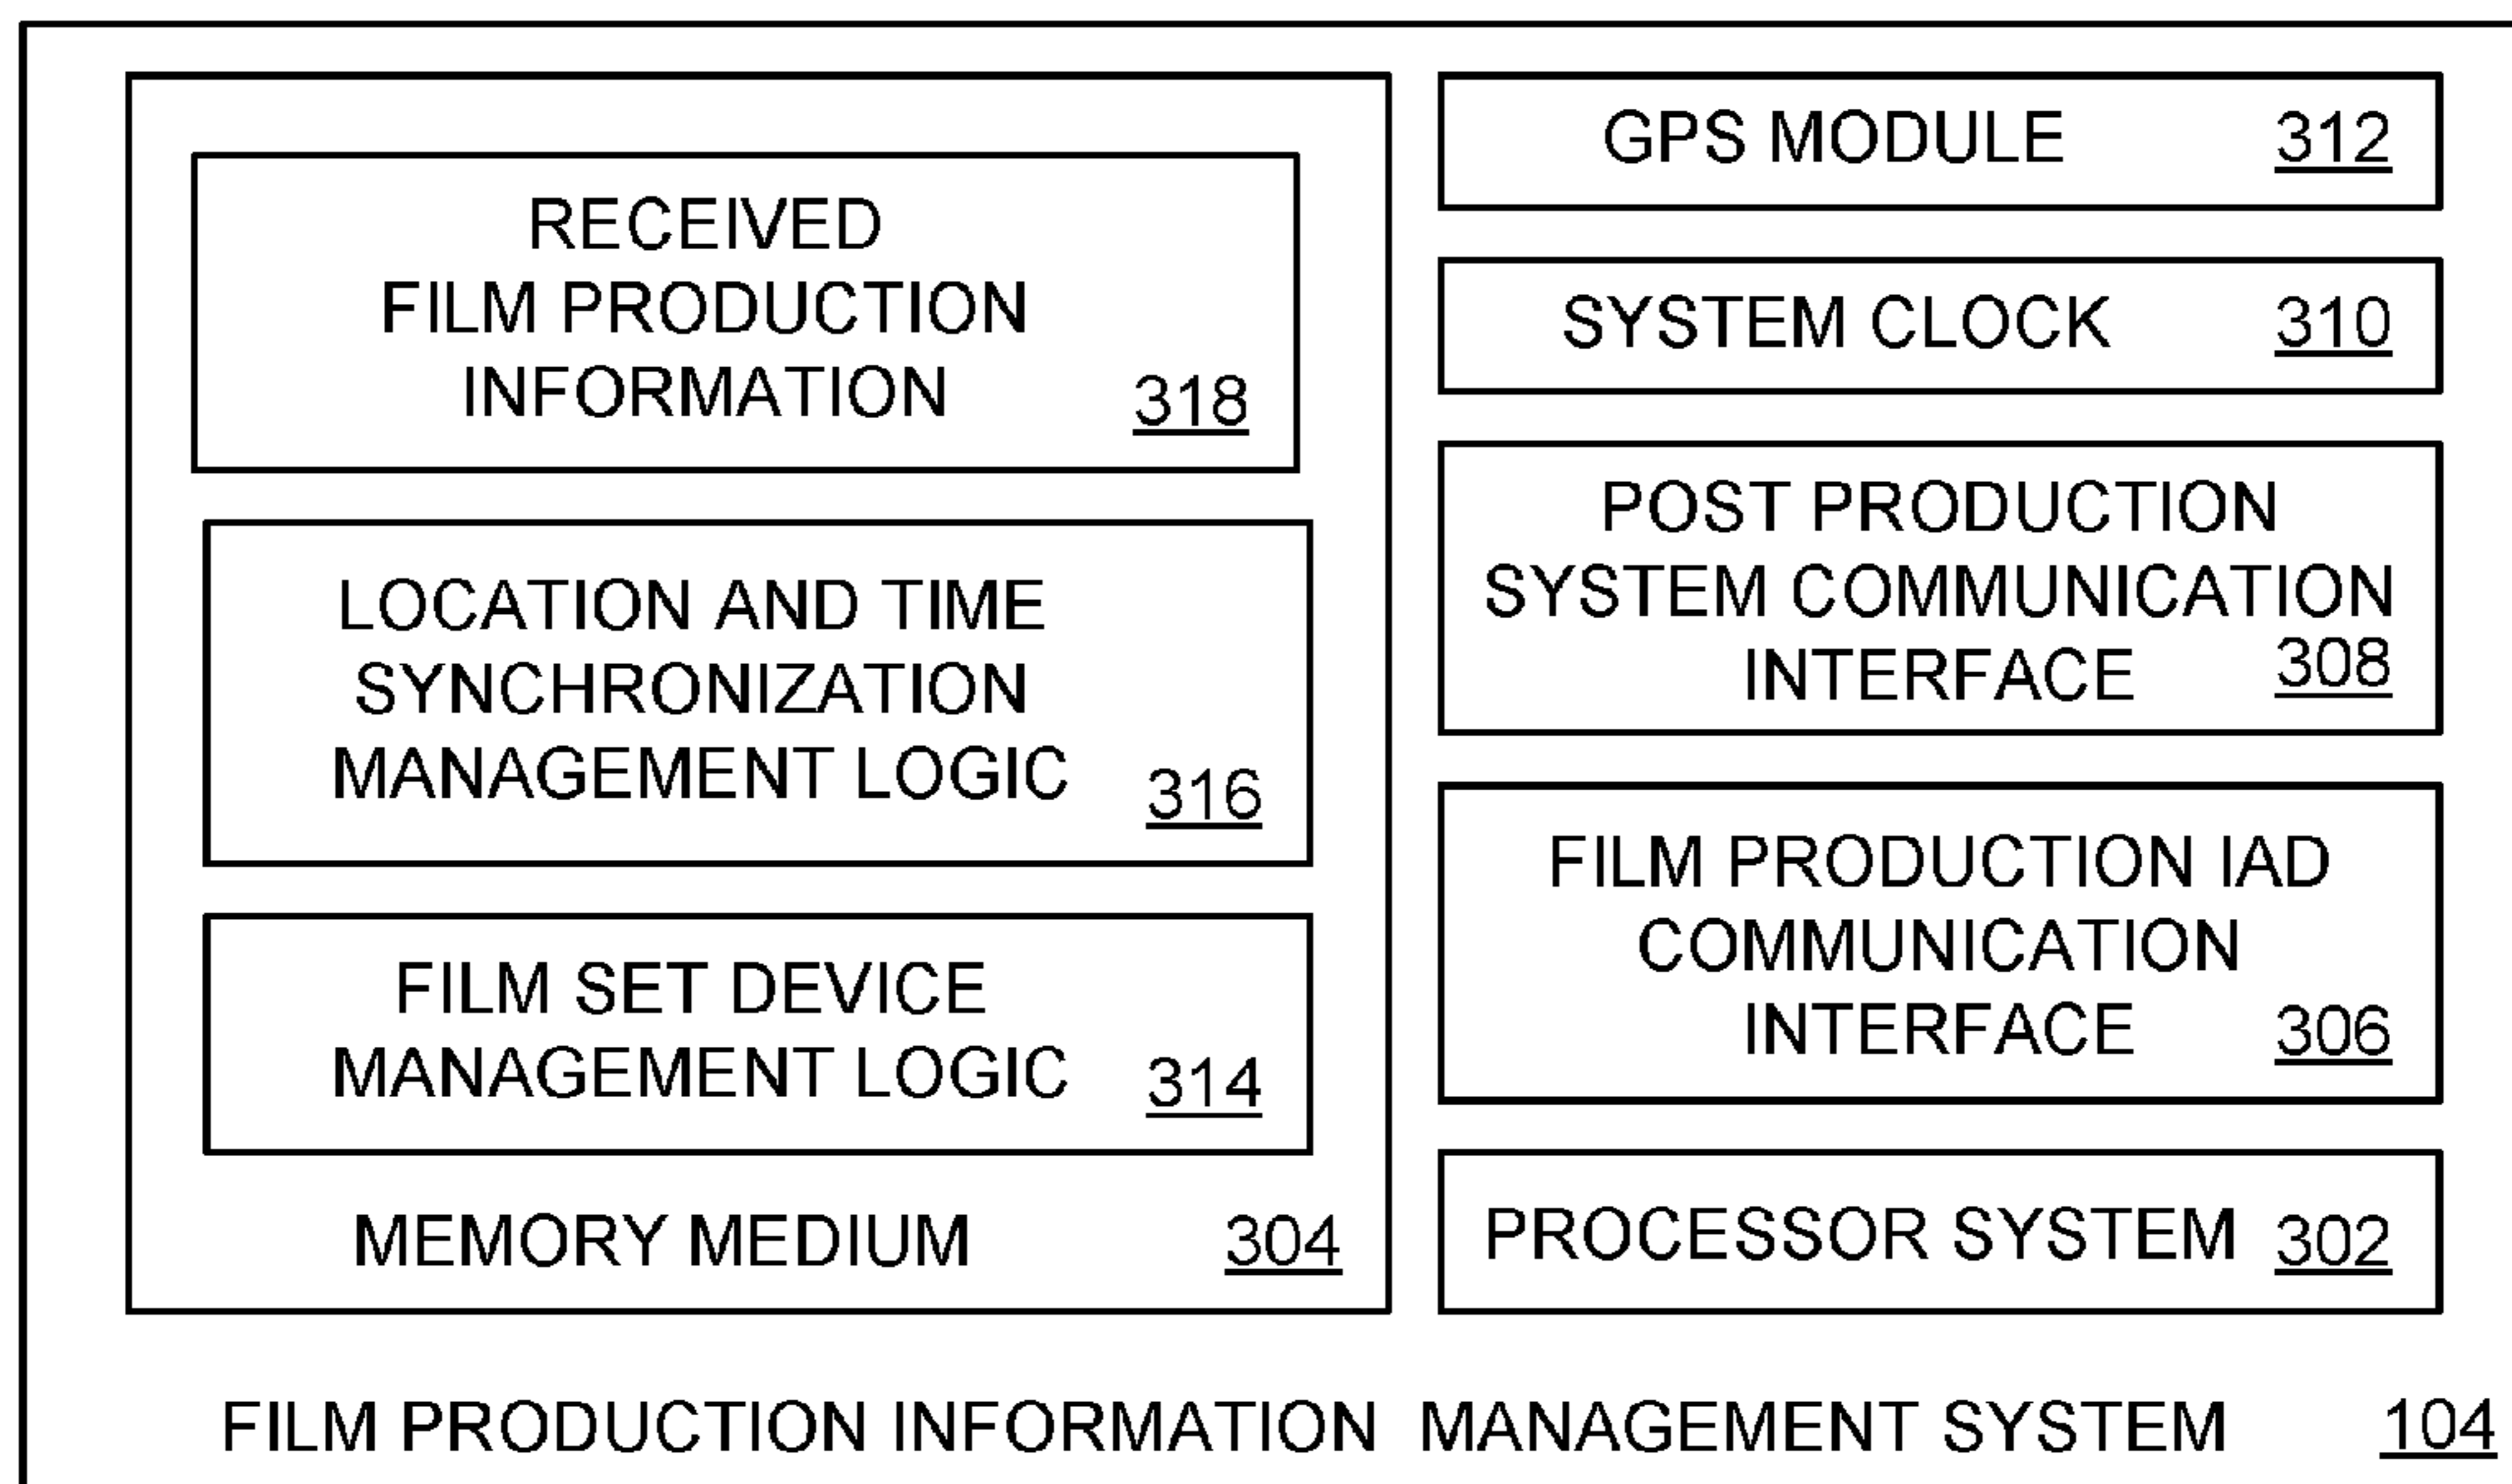 RECEIVED
FILM PRODUCTION
INFORMATION 318
LOCATION AND TIME
SYNCHRONIZATION
MANAGEMENT LOGIC 316
FILM SET DEVICE
MANAGEMENT LOGIC 314
MEMORY MEDIUM 304
GPS MODULE 312
SYSTEM CLOCK 310
POST PRODUCTION
SYSTEM COMMUNICATION
INTERFACE 308
FILM PRODUCTION IAD
COMMUNICATION
INTERFACE 306
PROCESSOR SYSTEM 302
FILM PRODUCTION INFORMATION MANAGEMENT SYSTEM 104